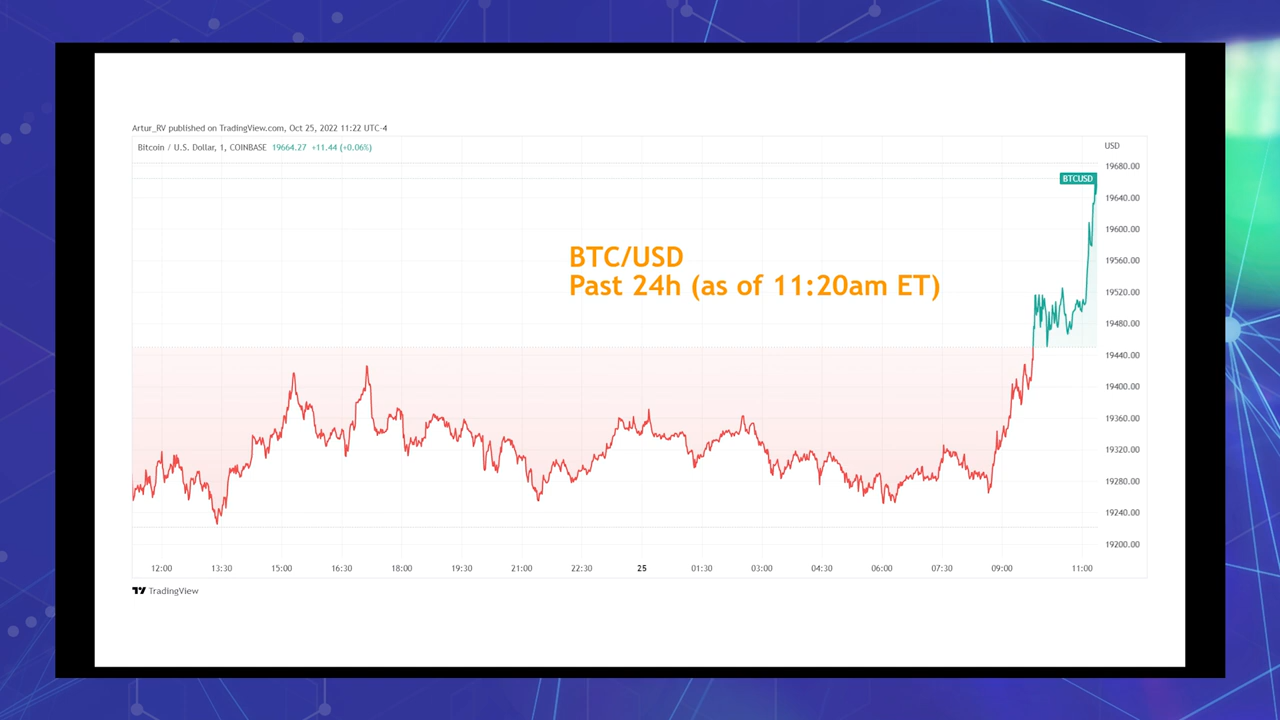 Artur_RV published on TradingView.com, Oct 25, 2022 11:22 UTC-4
Bitcoin / U.S. Dollar, 1, COINBASE 19664.27 +11.44 (+0.06%)
USD
19680.00
BTCUSD
19640.00
19600.00
BTC/USD
Past 24h (as of 11:20am ET)
19560.00
19520.00
19480.00
19440.00
19400.00
19360.00
19320.00
19280.00
19240.00
19200.00
12:00 13:30 15:00 16:30 18:00 19:30 21:00 22:30 25 01:30 03:00 04:30 06:00 07:30 09:00 11:00
TradingView